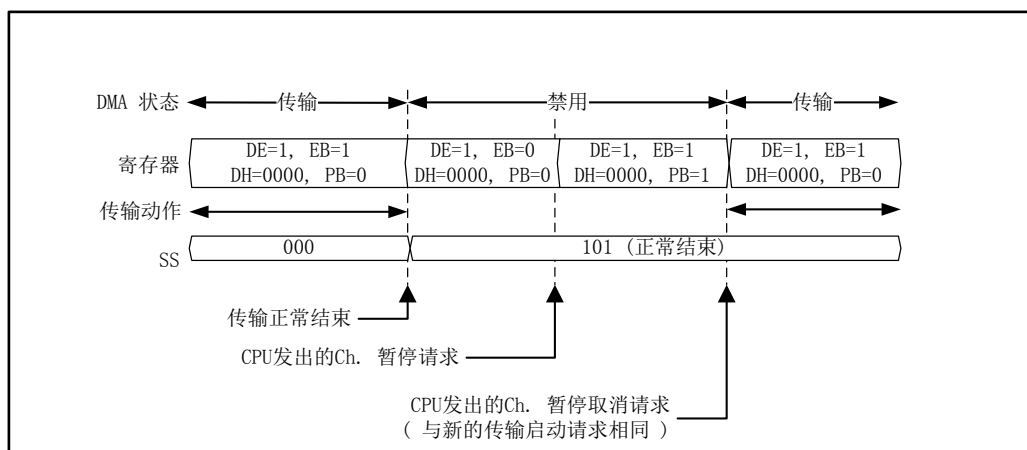 DMA 状态
传输
禁用
传输
寄存器
DE=1, EB=1
DH=0000, PB=0
DE=1, EB=0
DH=0000, PB=0
DE=1, EB=1
DH=0000, PB=1
DE=1, EB=1
DH=0000, PB=0
传输动作
SS
000
101 (正常结束)
传输正常结束
CPU发出的Ch. 暂停请求
CPU发出的Ch. 暂停取消请求
( 与新的传输启动请求相同 )